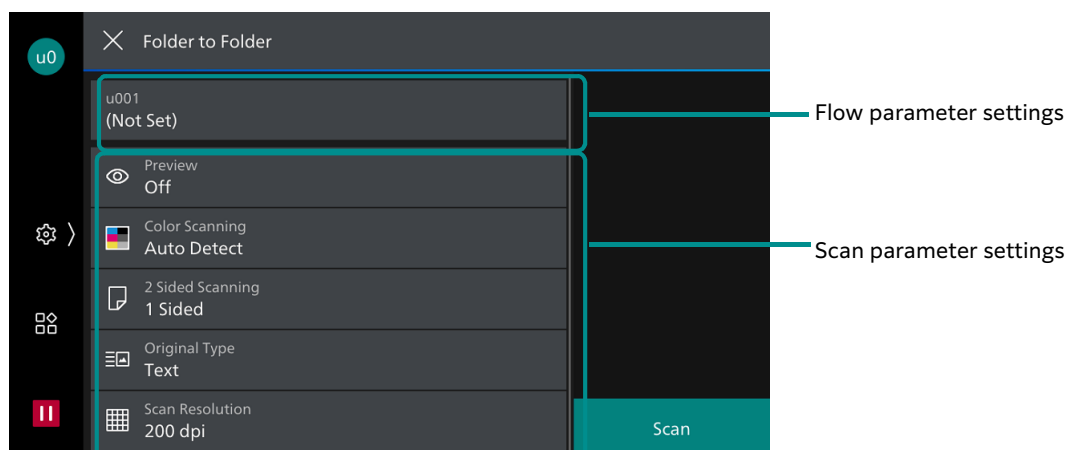 u0
Folder to Folder
u001
(Not Set)
Flow parameter settings
Preview
Off
Color Scanning
Auto Detect
Scan parameter settings
2 Sided Scanning
1 Sided
Original Type
Text
Scan Resolution
200 dpi
Scan